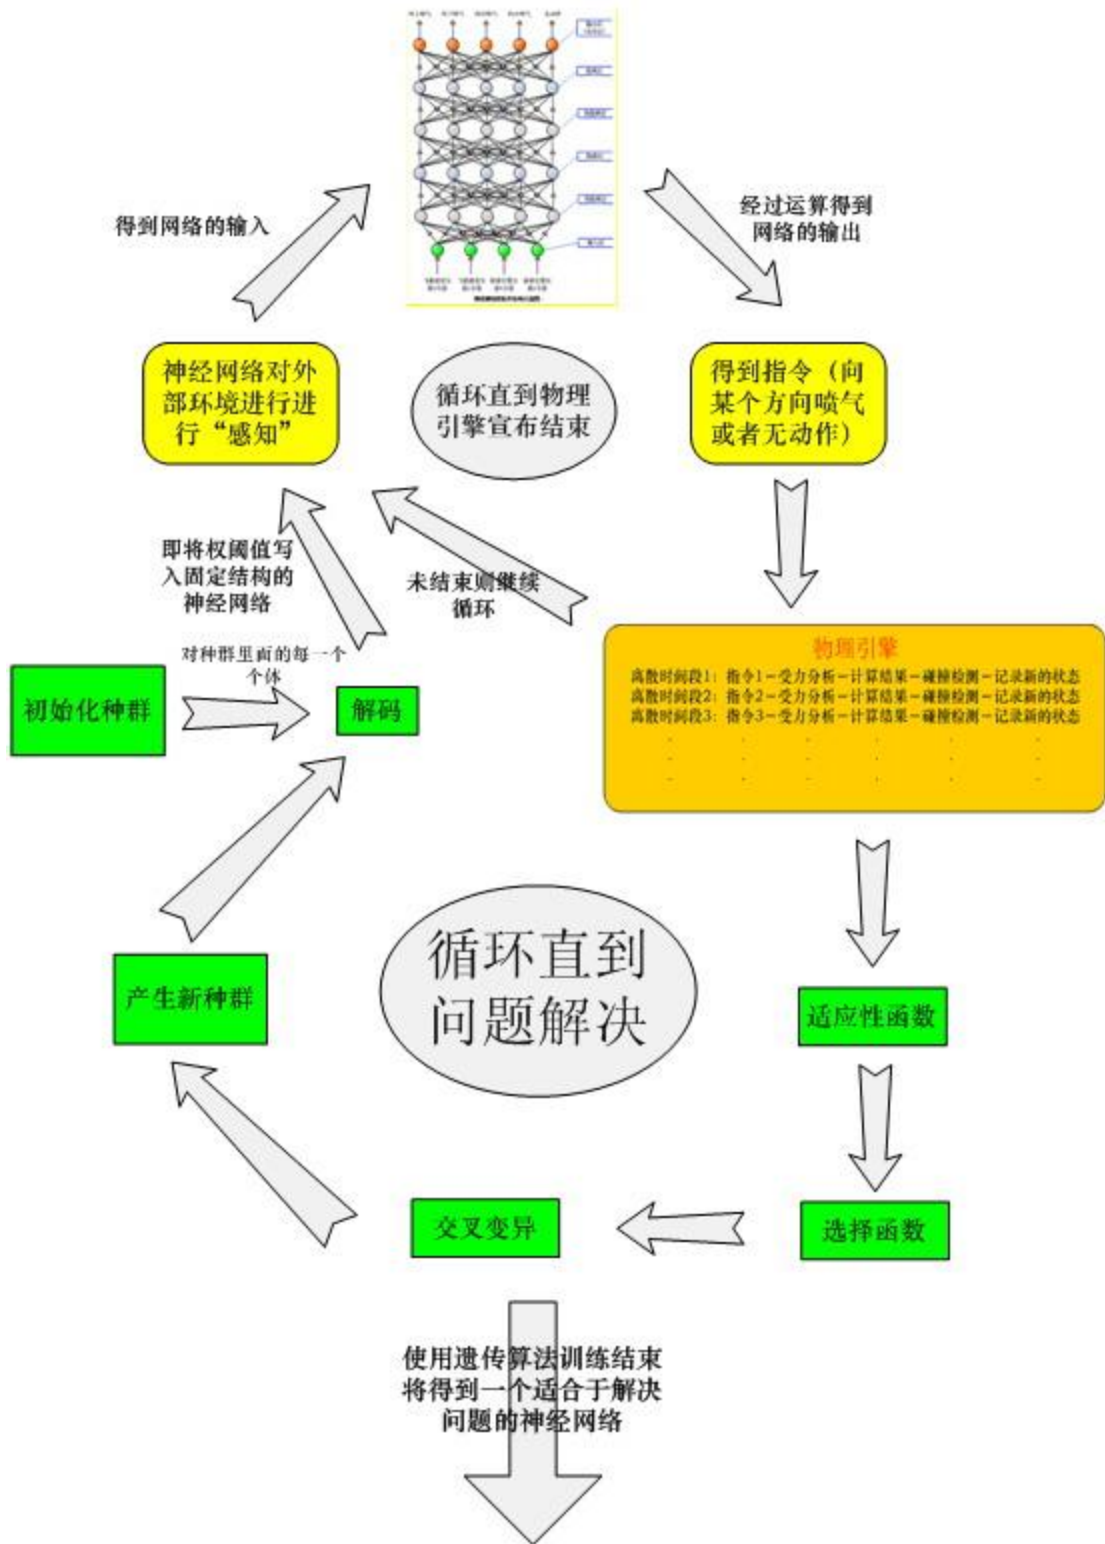 得到网络的输入
经过运算得到
网络的输出
神经网络对外
部环境进行进
行“感知”
循环直到物理
引擎宣布结束
得到指令（向
某个方向喷气
或者无动作）
即将权阈值写
入固定结构的
神经网络
未结束则继续
循环
对种群里面的每一个
个体
初始化种群
解码
物理引擎
离散时间段1：指令1－受力分析－计算结果－碰撞检测－记录新的状态
离散时间段2：指令2－受力分析－计算结果－碰撞检测－记录新的状态
离散时间段3：指令3－受力分析－计算结果－碰撞检测－记录新的状态
循环直到
问题解决
产生新种群
适应性函数
交叉变异
选择函数
使用遗传算法训练结束
将得到一个适合于解决
问题的神经网络